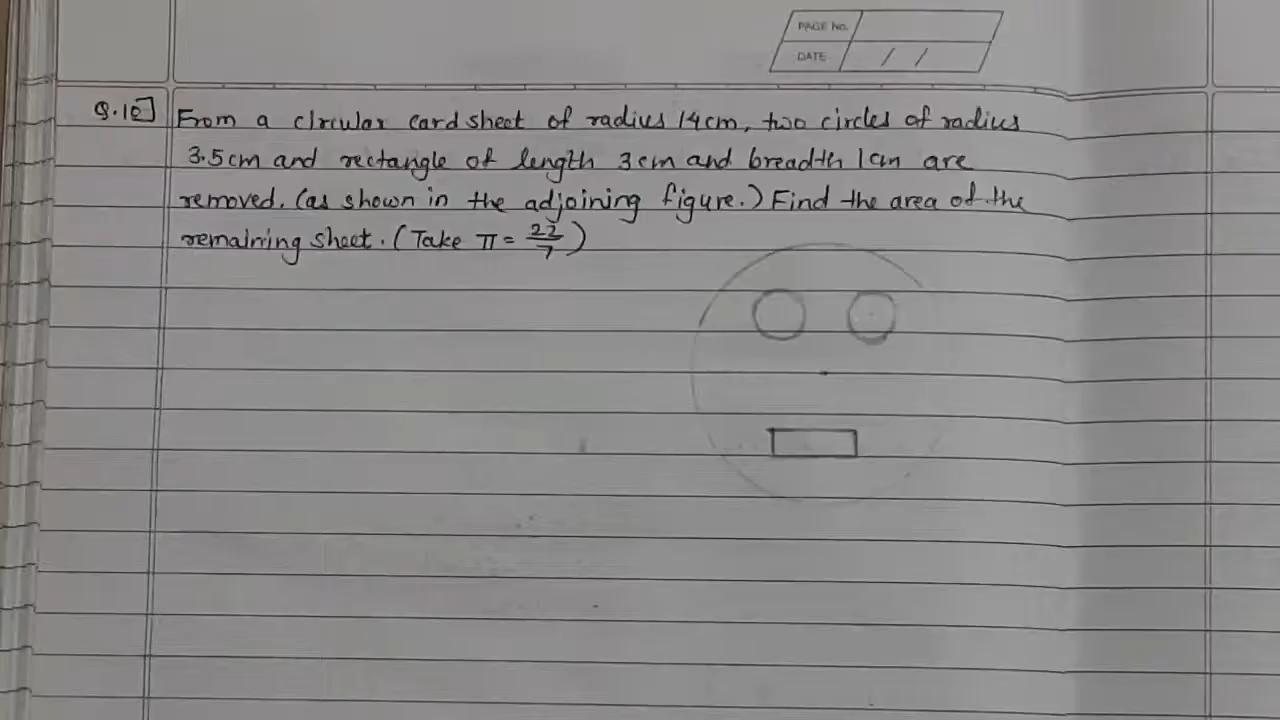 PAGE No.
DATE / /
Q.10] From a circular card sheet of radius 14cm, two circles of radius
3.5cm and rectangle of length 3cm and breadth 1cm are
removed. (as shown in the adjoining figure.) Find the area of the
remaining sheet. (Take π = 22/7)